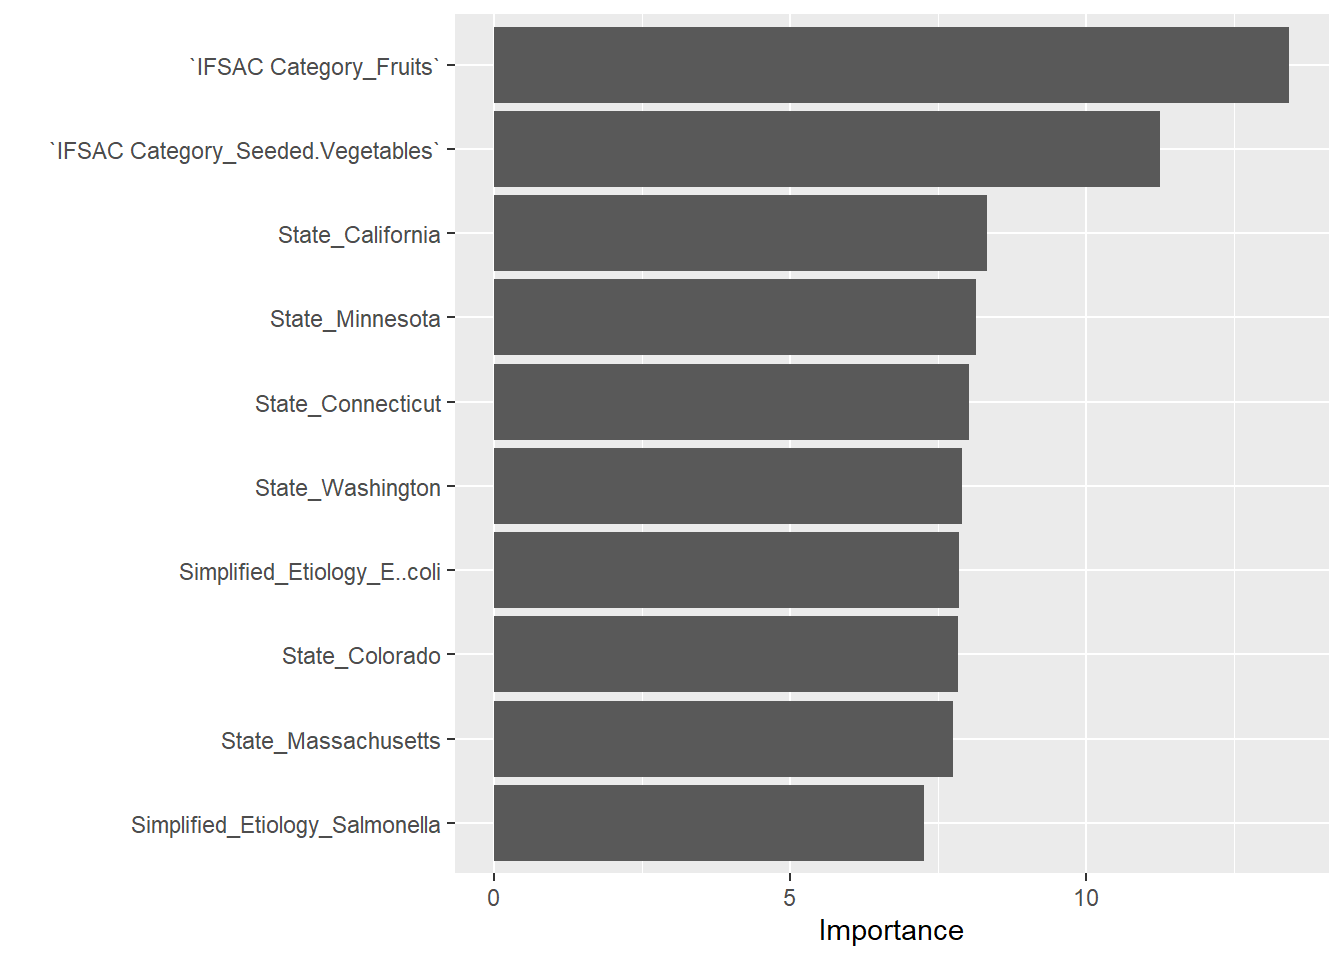 `IFSAC Category_Fruits`
`IFSAC Category_Seeded.Vegetables`
State_California
State_Minnesota
State_Connecticut
State_Washington
Simplified_Etiology_E..coli
State_Colorado
State_Massachusetts
Simplified_Etiology_Salmonella
0 5 10
Importance